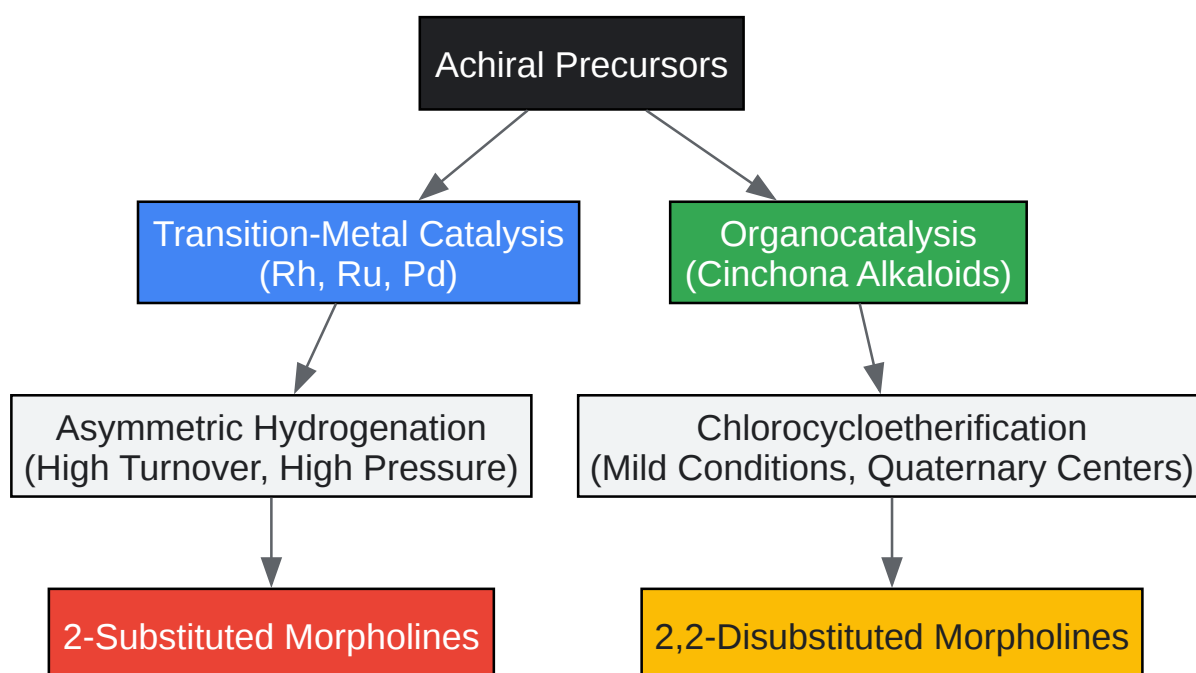 Achiral Precursors
Transition-Metal Catalysis
(Rh, Ru, Pd)
Organocatalysis
(Cinchona Alkaloids)
Asymmetric Hydrogenation
(High Turnover, High Pressure)
Chlorocycloetherification
(Mild Conditions, Quaternary Centers)
2-Substituted Morpholines
2,2-Disubstituted Morpholines